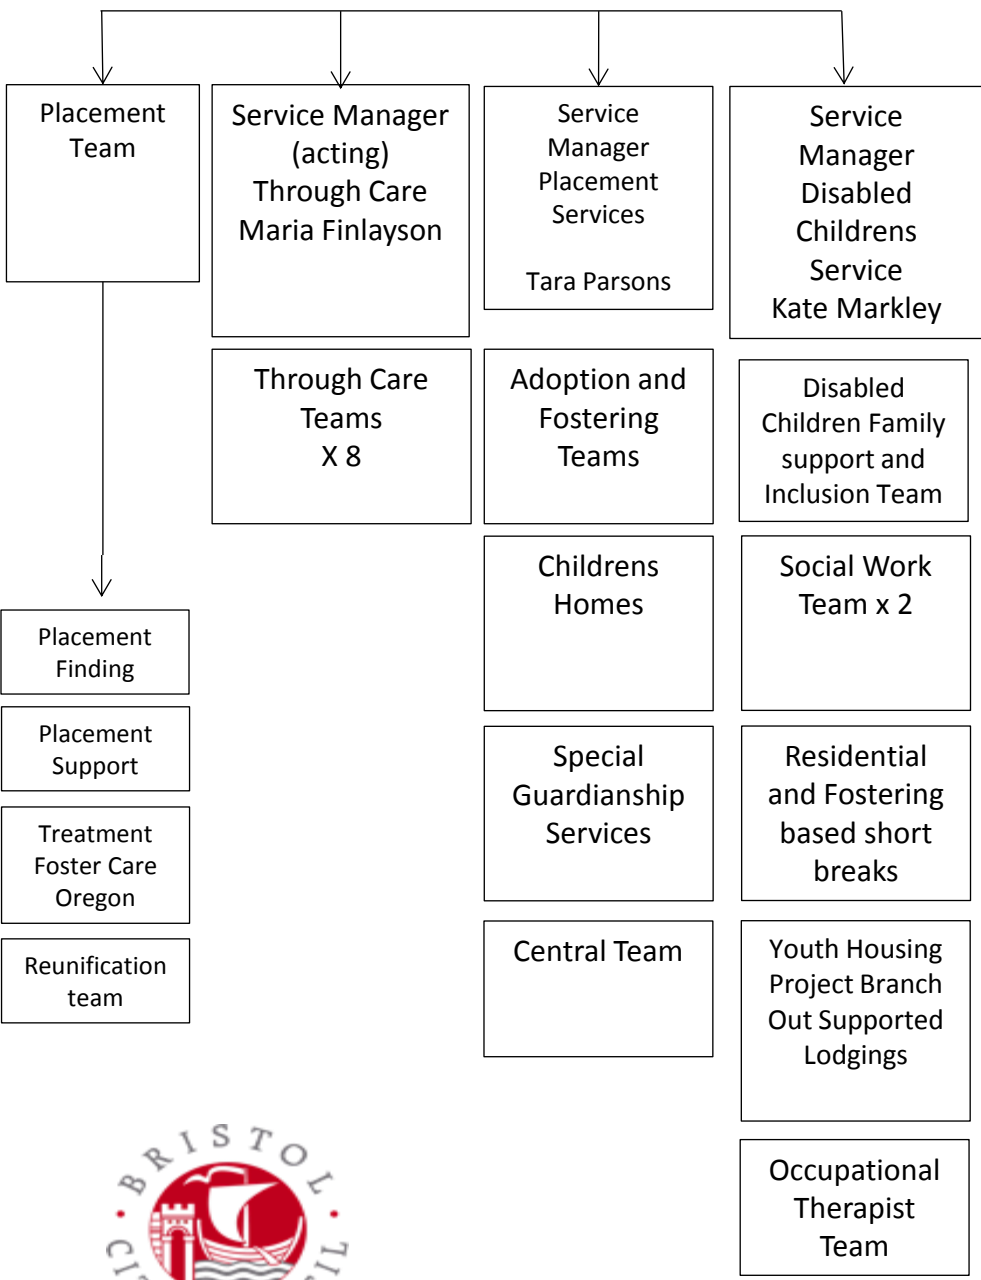 Placement
Team
Service Manager
(acting)
Through Care
Maria Finlayson
Service
Manager
Placement
Services
Tara Parsons
Service
Manager
Disabled
Childrens
Service
Kate Markley
Through Care
Teams
X 8
Adoption and
Fostering
Teams
Disabled
Children Family
support and
Inclusion Team
Childrens
Homes
Social Work
Team x 2
Placement
Finding
Placement
Support
Treatment
Foster Care
Oregon
Reunification
team
Special
Guardianship
Services
Residential
and Fostering
based short
breaks
Central Team
Youth Housing
Project Branch
Out Supported
Lodgings
Occupational
Therapist
Team
BRISTOL